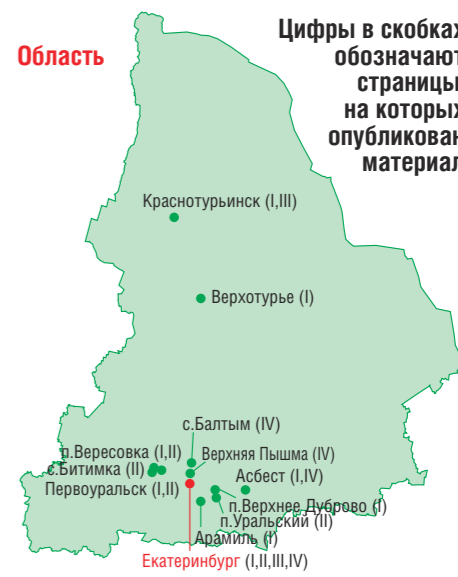 Область
Цифры в скобках
обозначают
страницы,
на которых
опубликован
материал
Краснотурьинск (I,III)
Верхотурье (I)
с.Балтым (IV)
п.Вересовка (I,II)
Верхняя Пышма (IV)
с.Битимка (II)
Асбест (I,IV)
Первоуральск (I,II)
п.Верхнее Дуброво (I)
п.Уральский (II)
Арамиль (I)
Екатеринбург (I,II,III,IV)